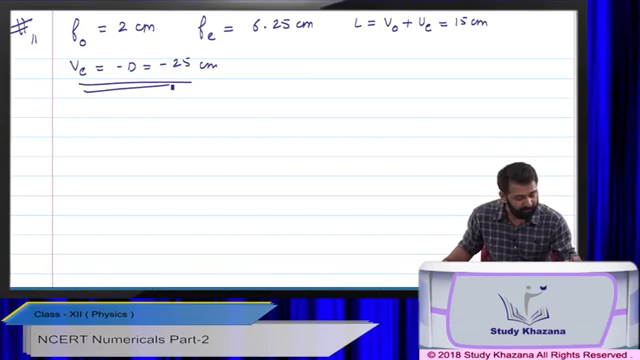 # 11 f₀ = 2 cm fₑ = 6.25 cm L = V₀ + Uₑ = 15 cm
Vₑ = -D = -25 cm
Study Khazana
Class - XII ( Physics )
NCERT Numericals Part-2
© 2018 Study Khazana. All Rights Reserved.